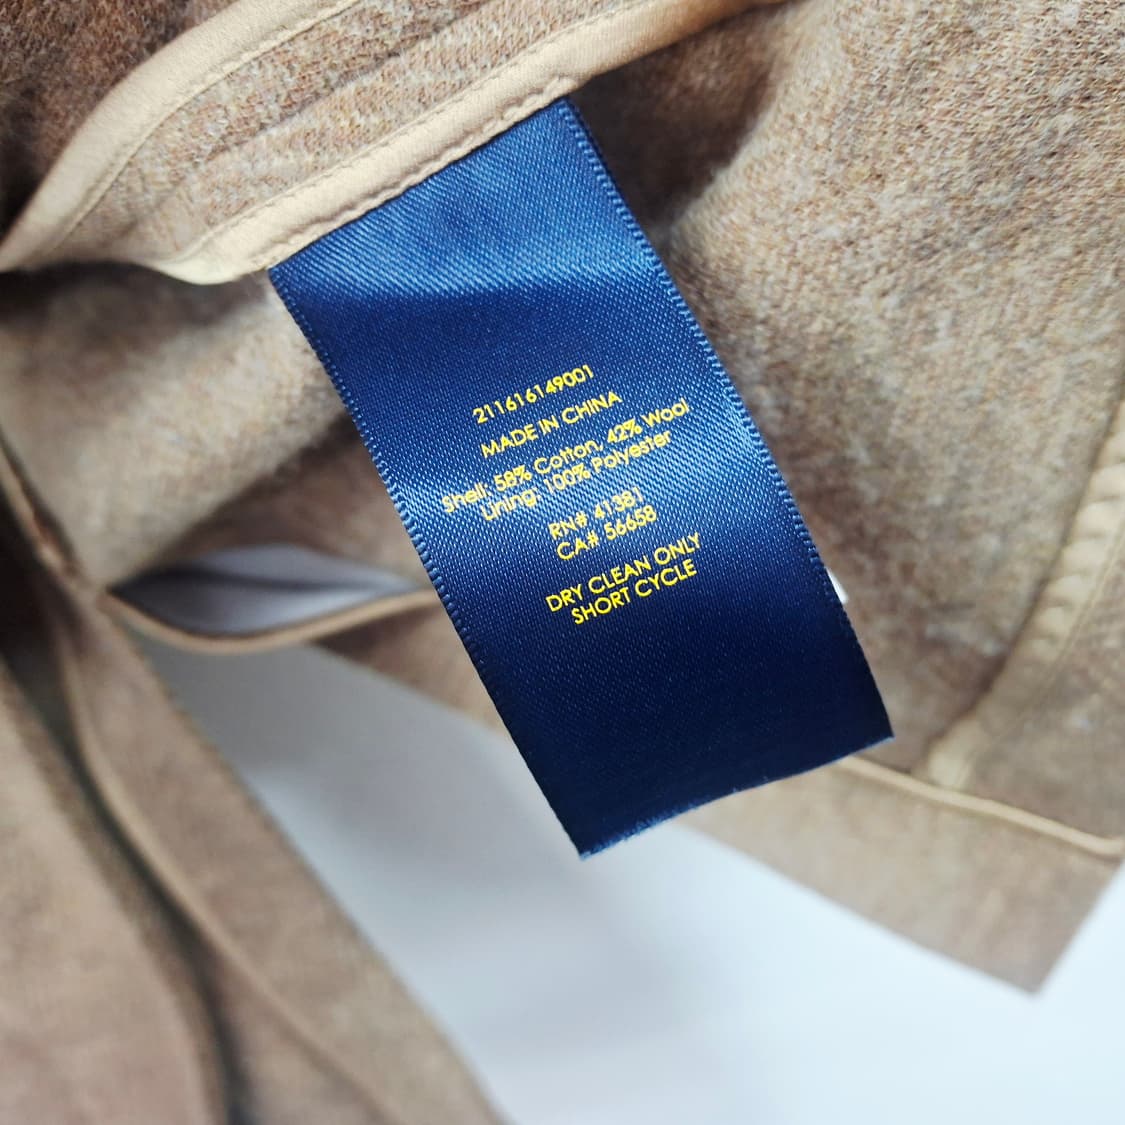 211616149001
MADE IN CHINA
Shell: 58% Cotton, 42% Wool
Lining: 100% Polyester
RN# 41381
CA# 56658
DRY CLEAN ONLY
SHORT CYCLE